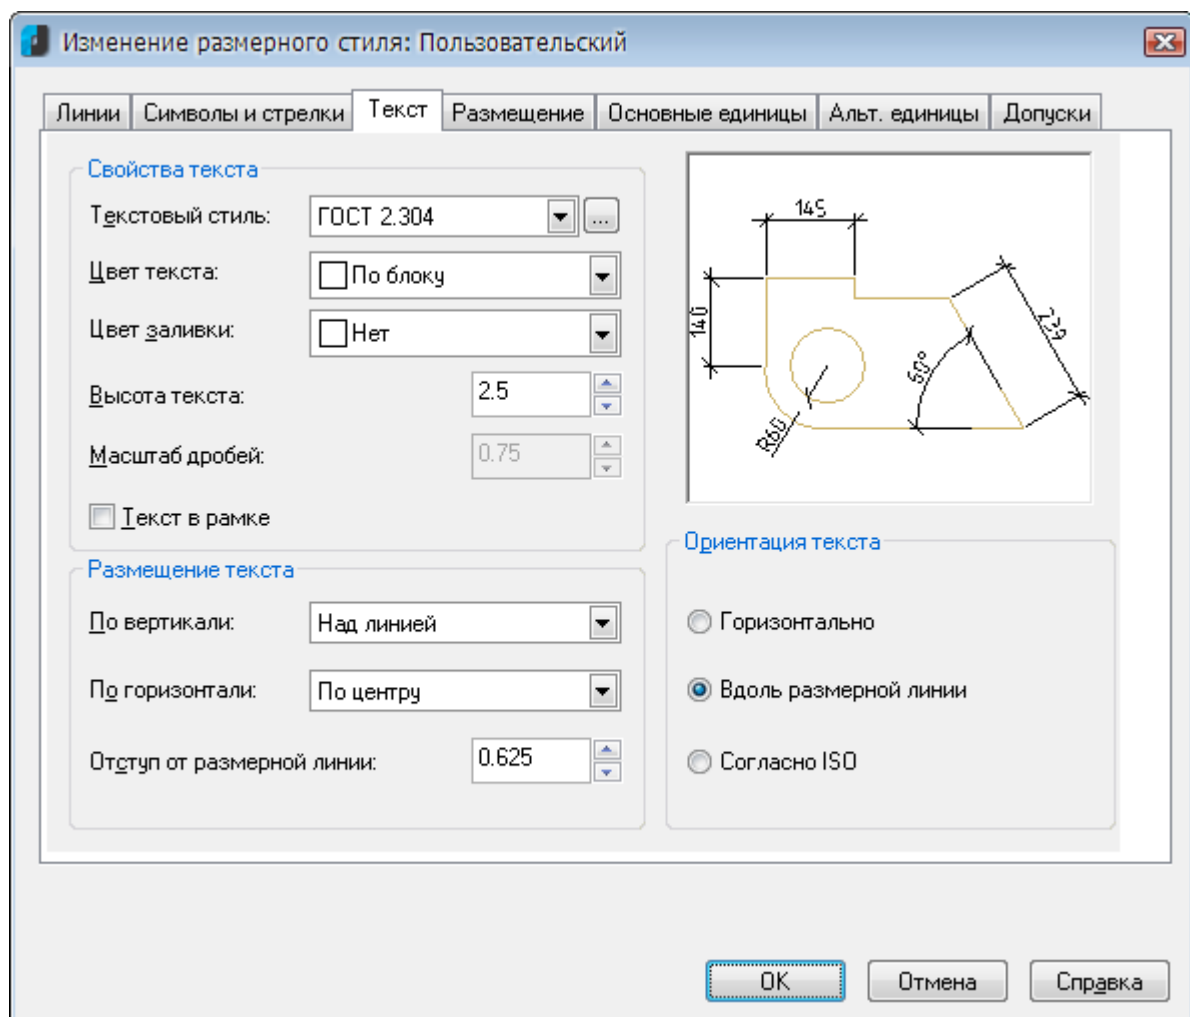 Изменение размерного стиля: Пользовательский
Линии Символы и стрелки Текст Размещение Основные единицы Альт. единицы Допуски
Свойства текста
Текстовый стиль: ГОСТ 2.304 ...
Цвет текста: По блоку
Цвет заливки: Нет
Высота текста: 2.5
Масштаб дробей: 0.75
Текст в рамке
145
140
239
60°
R60
Размещение текста
По вертикали: Над линией
По горизонтали: По центру
Отступ от размерной линии: 0.625
Ориентация текста
Горизонтально
Вдоль размерной линии
Согласно ISO
OK Отмена Справка